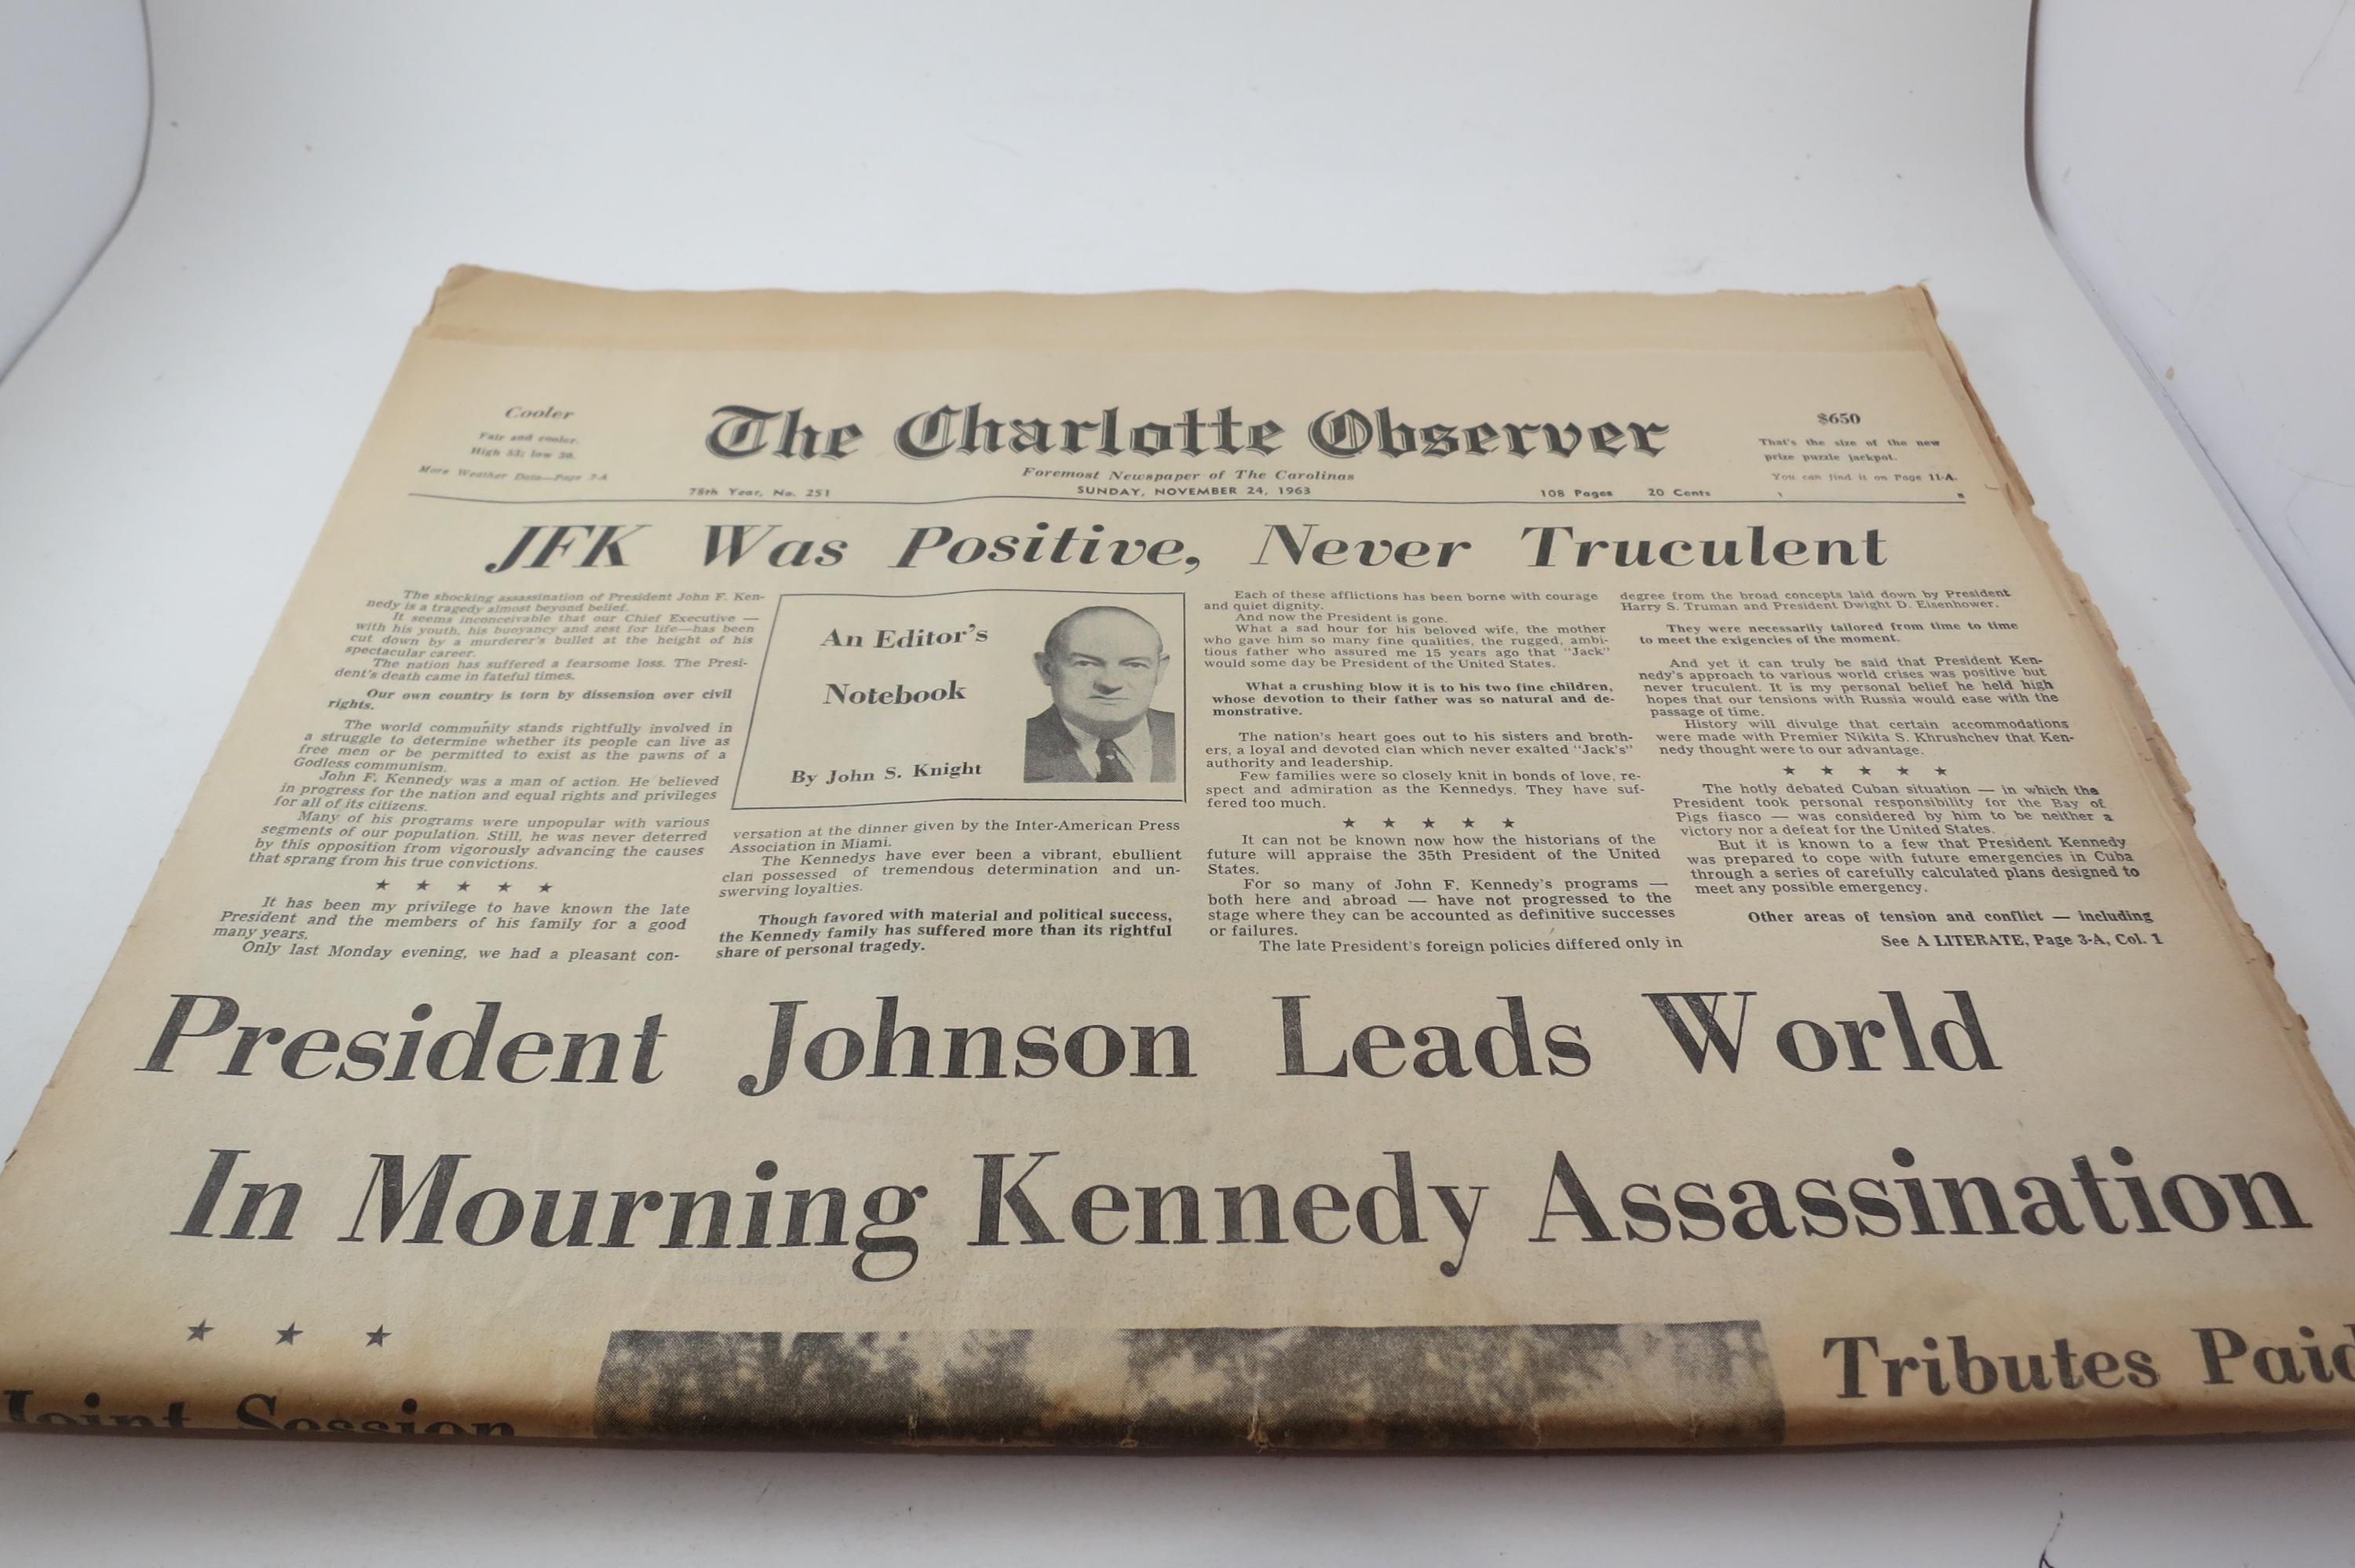 Cooler
Fair and cooler.
High 53; low 30.
More Weather Data—Page 2-A
The Charlotte Observer
Foremost Newspaper of The Carolinas
78th Year, No. 251
SUNDAY, NOVEMBER 24, 1963
108 Pages 20 Cents
$650
That's the size of the new
prize puzzle jackpot.
You can find it on Page 11-A.
JFK Was Positive, Never Truculent
The shocking assassination of President John F. Ken-
nedy is a tragedy almost beyond belief.
It seems inconceivable that our Chief Executive —
with his youth, his buoyancy and zest for life—has been
cut down by a murderer's bullet at the height of his
spectacular career.
The nation has suffered a fearsome loss. The Presi-
dent's death came in fateful times.
Our own country is torn by dissension over civil
rights.
The world community stands rightfully involved in
a struggle to determine whether its people can live as
free men or be permitted to exist as the pawns of a
Godless communism.
John F. Kennedy was a man of action. He believed
in progress for the nation and equal rights and privileges
for all of its citizens.
Many of his programs were unpopular with various
segments of our population. Still, he was never deterred
by this opposition from vigorously advancing the causes
that sprang from his true convictions.
★ ★ ★ ★ ★
It has been my privilege to have known the late
President and the members of his family for a good
many years.
Only last Monday evening, we had a pleasant con-
An Editor's
Notebook
By John S. Knight
versation at the dinner given by the Inter-American Press
Association in Miami.
The Kennedys have ever been a vibrant, ebullient
clan possessed of tremendous determination and un-
swerving loyalties.
Though favored with material and political success,
the Kennedy family has suffered more than its rightful
share of personal tragedy.
Each of these afflictions has been borne with courage
and quiet dignity.
And now the President is gone.
What a sad hour for his beloved wife, the mother
who gave him so many fine qualities, the rugged, ambi-
tious father who assured me 15 years ago that "Jack"
would some day be President of the United States.
What a crushing blow it is to his two fine children,
whose devotion to their father was so natural and de-
monstrative.
The nation's heart goes out to his sisters and broth-
ers, a loyal and devoted clan which never exalted "Jack's"
authority and leadership.
Few families were so closely knit in bonds of love, re-
spect and admiration as the Kennedys. They have suf-
fered too much.
★ ★ ★ ★ ★
It can not be known now how the historians of the
future will appraise the 35th President of the United
States.
For so many of John F. Kennedy's programs —
both here and abroad — have not progressed to the
stage where they can be accounted as definitive successes
or failures.
The late President's foreign policies differed only in
degree from the broad concepts laid down by President
Harry S. Truman and President Dwight D. Eisenhower.
They were necessarily tailored from time to time
to meet the exigencies of the moment.
And yet it can truly be said that President Ken-
nedy's approach to various world crises was positive but
never truculent. It is my personal belief he held high
hopes that our tensions with Russia would ease with the
passage of time.
History will divulge that certain accommodations
were made with Premier Nikita S. Khrushchev that Ken-
nedy thought were to our advantage.
★ ★ ★ ★ ★
The hotly debated Cuban situation — in which the
President took personal responsibility for the Bay of
Pigs fiasco — was considered by him to be neither a
victory nor a defeat for the United States.
But it is known to a few that President Kennedy
was prepared to cope with future emergencies in Cuba
through a series of carefully calculated plans designed to
meet any possible emergency.
Other areas of tension and conflict — including
See A LITERATE, Page 3-A, Col. 1
President Johnson Leads World
In Mourning Kennedy Assassination
★ ★ ★
Joint Session
Tributes Paid